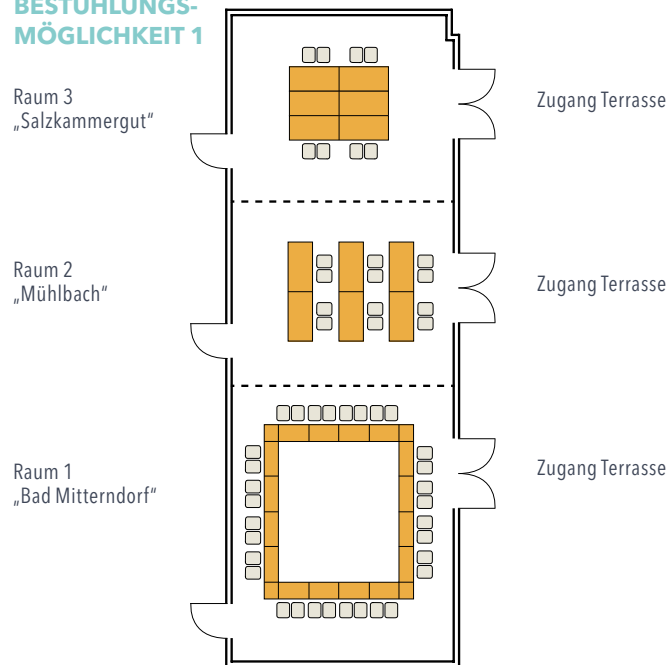 BESTUHLUNGS-
MÖGLICHKEIT 1
Raum 3
„Salzkammergut“
Zugang Terrasse
Raum 2
„Mühlbach“
Zugang Terrasse
Raum 1
„Bad Mitterndorf“
Zugang Terrasse